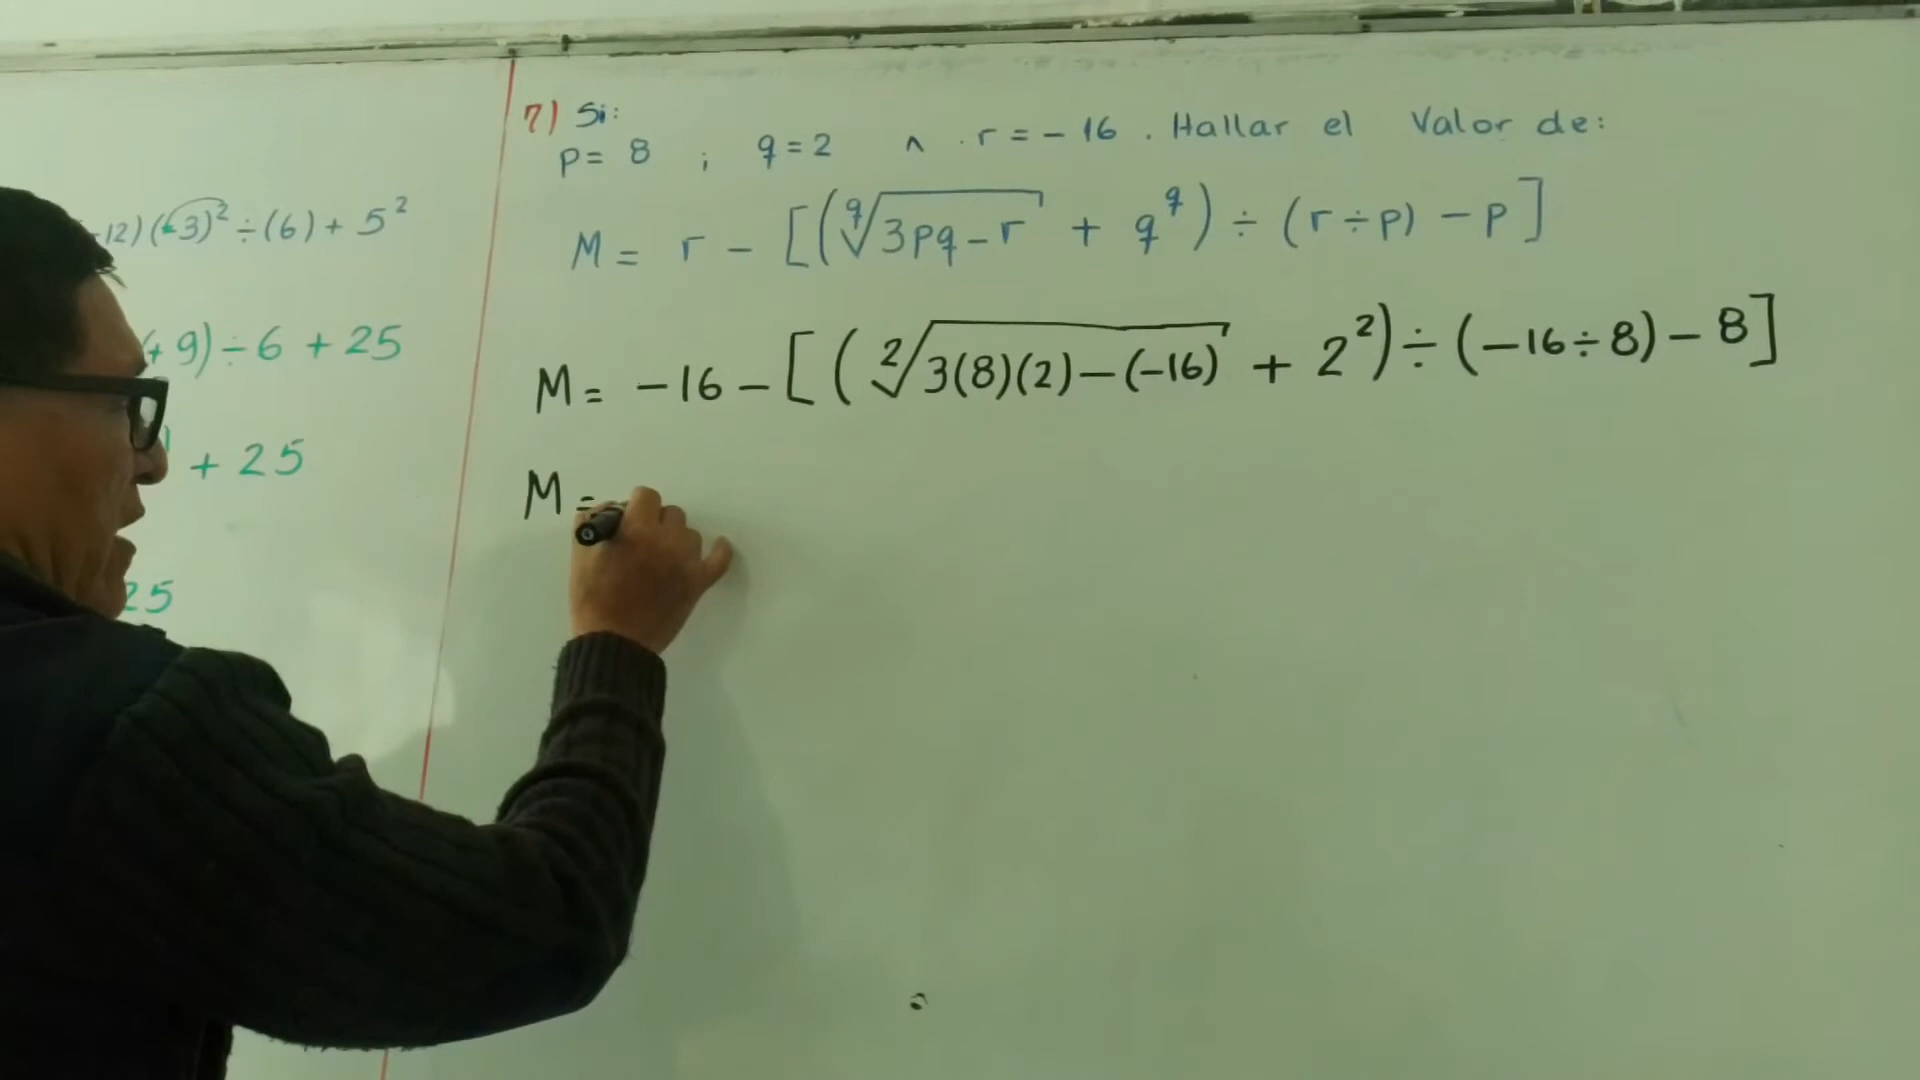 -12)(-3)² ÷ (6) + 5²
(+9) ÷ 6 + 25
+ 25
25
7) Si:
p = 8 ; q = 2 ∧ r = -16 . Hallar el Valor de:
M = r - [(ᑫ√(3pq - r) + q^q) ÷ (r ÷ p) - p]
M = -16 - [(²√(3(8)(2) - (-16)) + 2²) ÷ (-16 ÷ 8) - 8]
M =